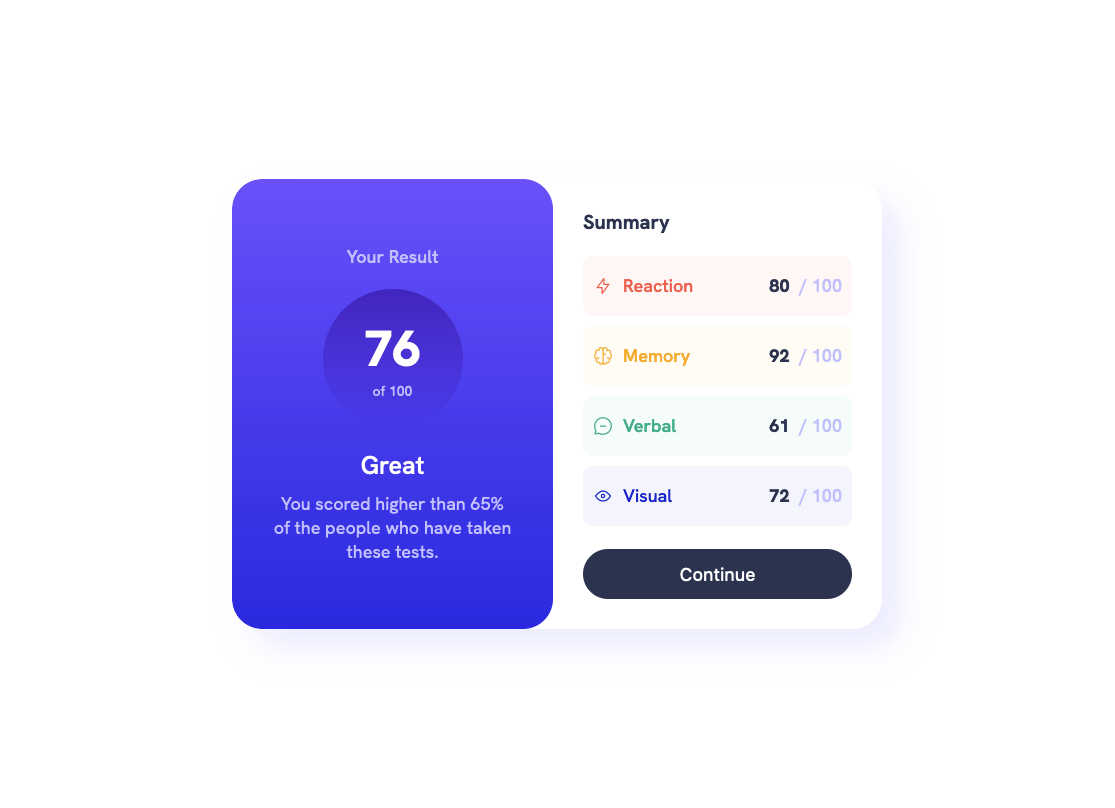 Your Result
76
of 100
Great
You scored higher than 65%
of the people who have taken
these tests.
Summary
Reaction 80 / 100
Memory 92 / 100
Verbal 61 / 100
Visual 72 / 100
Continue